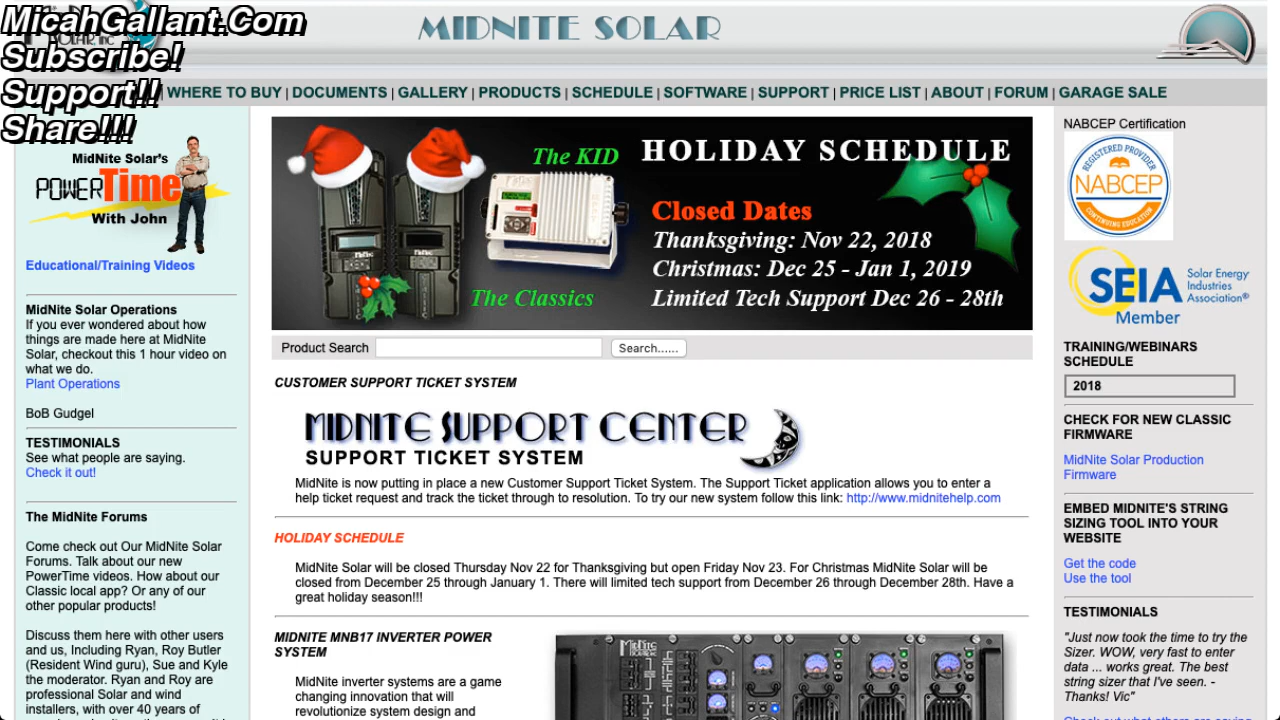 MicahGallant.Com
Subscribe!
Support!!
Share!!!
MIDNITE SOLAR
WHERE TO BUY | DOCUMENTS | GALLERY | PRODUCTS | SCHEDULE | SOFTWARE | SUPPORT | PRICE LIST | ABOUT | FORUM | GARAGE SALE
MidNite Solar's
POWERTime
With John
Educational/Training Videos
MidNite Solar Operations
If you ever wondered about how
things are made here at MidNite
Solar, checkout this 1 hour video on
what we do.
Plant Operations
BoB Gudgel
TESTIMONIALS
See what people are saying.
Check it out!
The MidNite Forums
Come check out Our MidNite Solar
Forums. Talk about our new
PowerTime videos. How about our
Classic local app? Or any of our
other popular products!
Discuss them here with other users
and us, Including Ryan, Roy Butler
(Resident Wind guru), Sue and Kyle
the moderator. Ryan and Roy are
professional Solar and wind
installers, with over 40 years of
The KID
The Classics
HOLIDAY SCHEDULE
Closed Dates
Thanksgiving: Nov 22, 2018
Christmas: Dec 25 - Jan 1, 2019
Limited Tech Support Dec 26 - 28th
Product Search
Search......
CUSTOMER SUPPORT TICKET SYSTEM
MIDNITE SUPPORT CENTER
SUPPORT TICKET SYSTEM
MidNite is now putting in place a new Customer Support Ticket System. The Support Ticket application allows you to enter a
help ticket request and track the ticket through to resolution. To try our new system follow this link: http://www.midnitehelp.com
HOLIDAY SCHEDULE
MidNite Solar will be closed Thursday Nov 22 for Thanksgiving but open Friday Nov 23. For Christmas MidNite Solar will be
closed from December 25 through January 1. There will limited tech support from December 26 through December 28th. Have a
great holiday season!!!
MIDNITE MNB17 INVERTER POWER
SYSTEM
MidNite inverter systems are a game
changing innovation that will
revolutionize system design and
NABCEP Certification
REGISTERED PROVIDER
NABCEP
CONTINUING EDUCATION
SEIA Solar Energy
Industries
Association®
Member
TRAINING/WEBINARS
SCHEDULE
2018
CHECK FOR NEW CLASSIC
FIRMWARE
MidNite Solar Production
Firmware
EMBED MIDNITE'S STRING
SIZING TOOL INTO YOUR
WEBSITE
Get the code
Use the tool
TESTIMONIALS
"Just now took the time to try the
Sizer. WOW, very fast to enter
data ... works great. The best
string sizer that I've seen. -
Thanks! Vic"